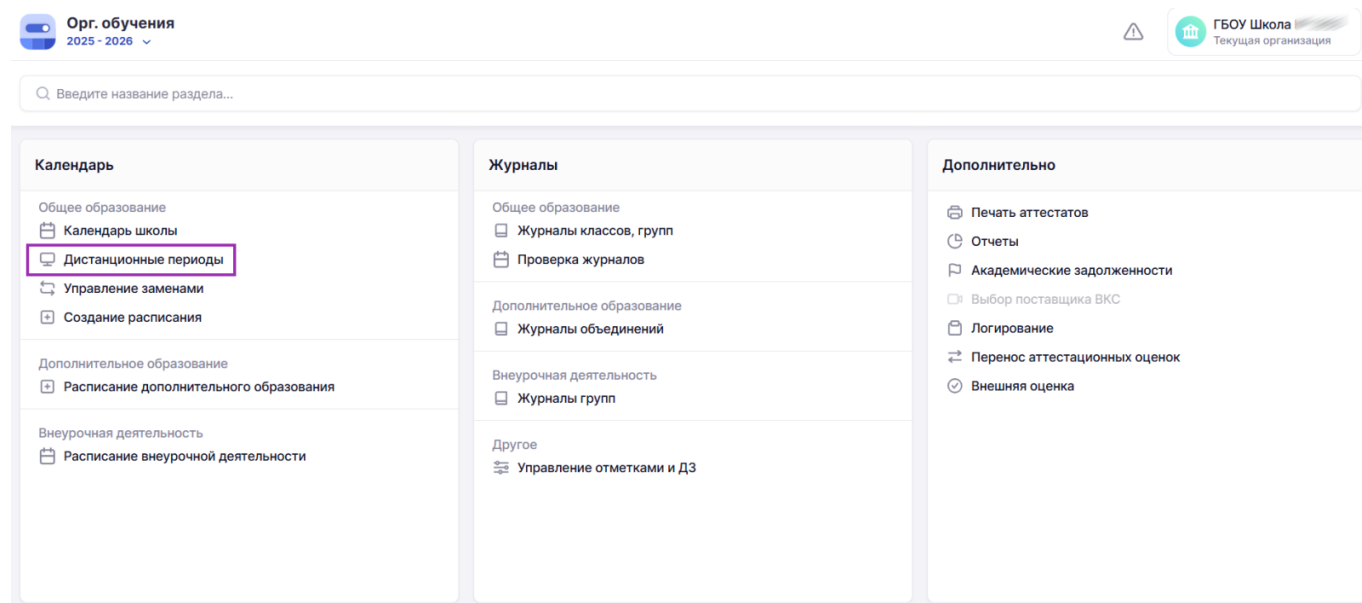 Орг. обучения
2025 - 2026
ГБОУ Школа
Текущая организация
Введите название раздела...
Календарь
Общее образование
Календарь школы
Дистанционные периоды
Управление заменами
Создание расписания
Дополнительное образование
Расписание дополнительного образования
Внеурочная деятельность
Расписание внеурочной деятельности
Журналы
Общее образование
Журналы классов, групп
Проверка журналов
Дополнительное образование
Журналы объединений
Внеурочная деятельность
Журналы групп
Другое
Управление отметками и ДЗ
Дополнительно
Печать аттестатов
Отчеты
Академические задолженности
Выбор поставщика ВКС
Логирование
Перенос аттестационных оценок
Внешняя оценка